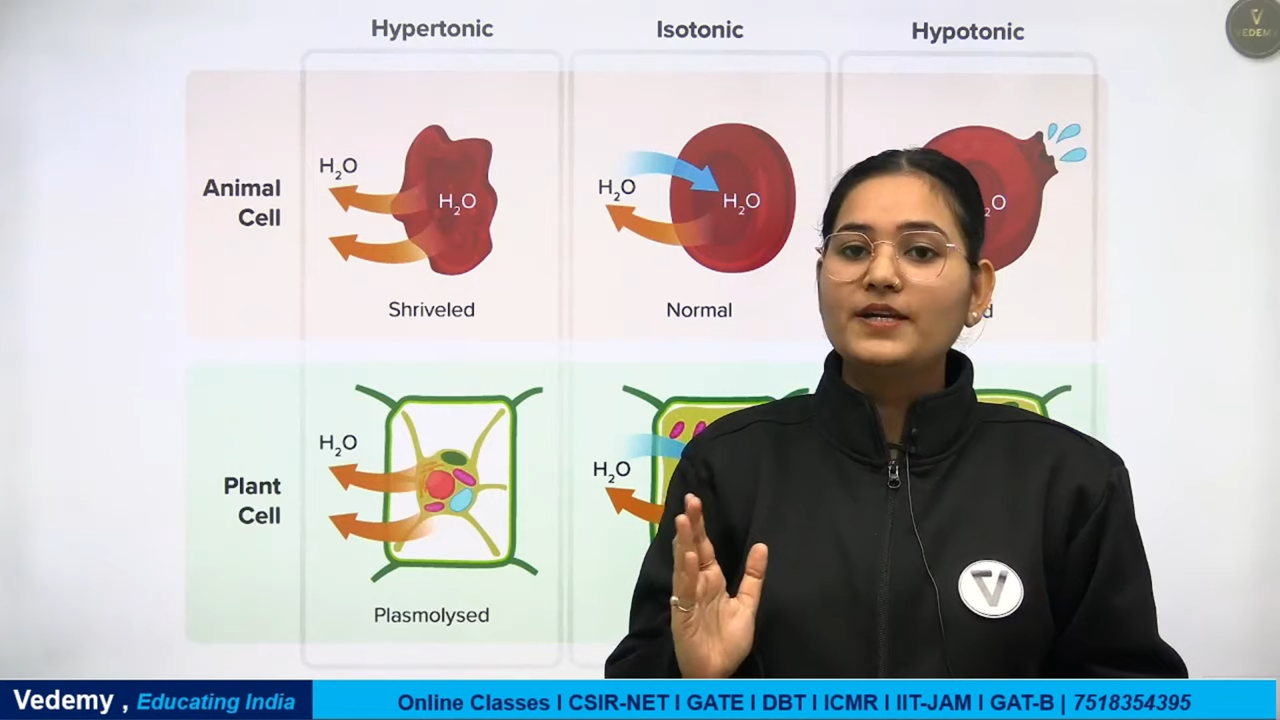 Hypertonic
Isotonic
Hypotonic
VEDEMY
Animal
Cell
H₂O
H₂O
H₂O
H₂O
Shriveled
Normal
Plant
Cell
H₂O
H₂O
Plasmolysed
Vedemy , Educating India
Online Classes I CSIR-NET I GATE I DBT I ICMR I IIT-JAM I GAT-B | 7518354395